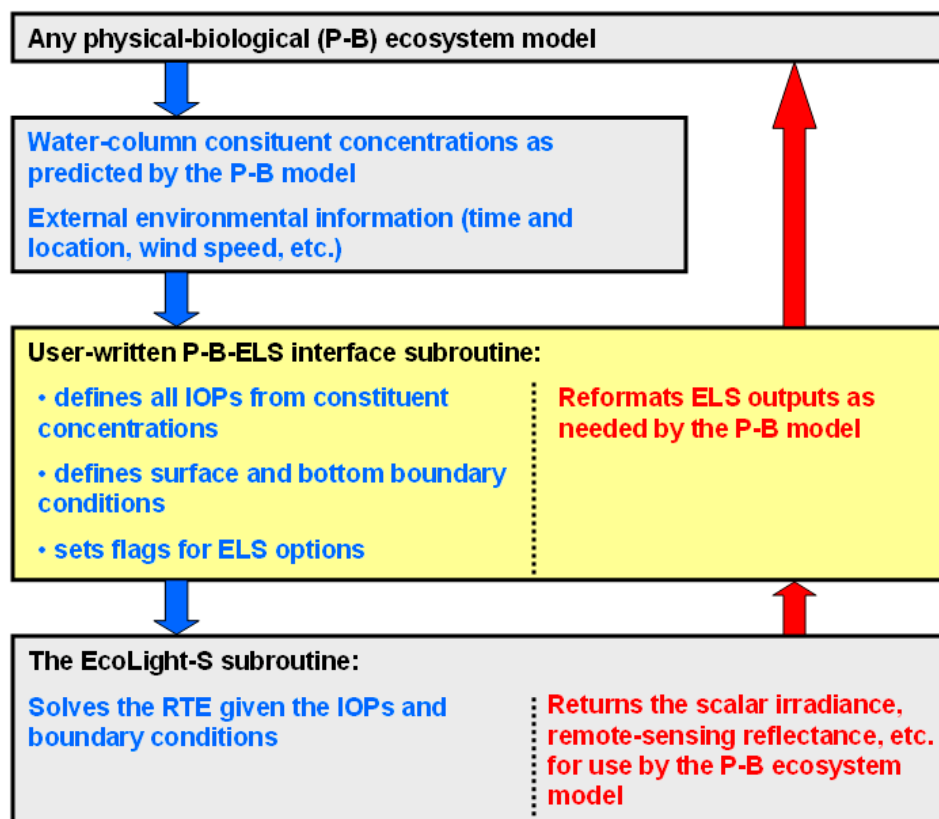 Any physical-biological (P-B) ecosystem model
Water-column consituent concentrations as
predicted by the P-B model
External environmental information (time and
location, wind speed, etc.)
User-written P-B-ELS interface subroutine:
• defines all IOPs from constituent
concentrations
• defines surface and bottom boundary
conditions
• sets flags for ELS options
Reformats ELS outputs as
needed by the P-B model
The EcoLight-S subroutine:
Solves the RTE given the IOPs and
boundary conditions
Returns the scalar irradiance,
remote-sensing reflectance, etc.
for use by the P-B ecosystem
model